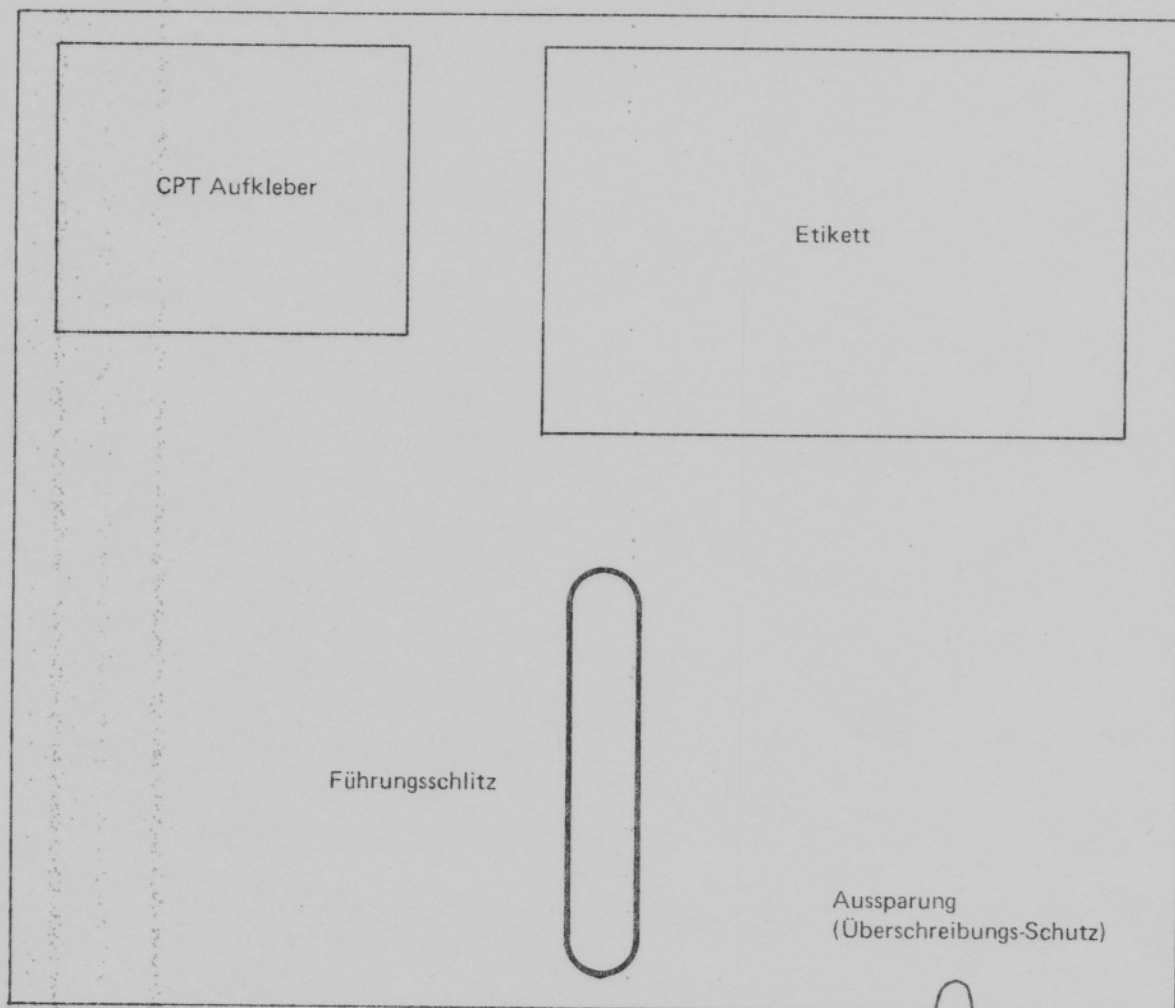 CPT Aufkleber
Etikett
Führungsschlitz
Aussparung
(Überschreibungs-Schutz)